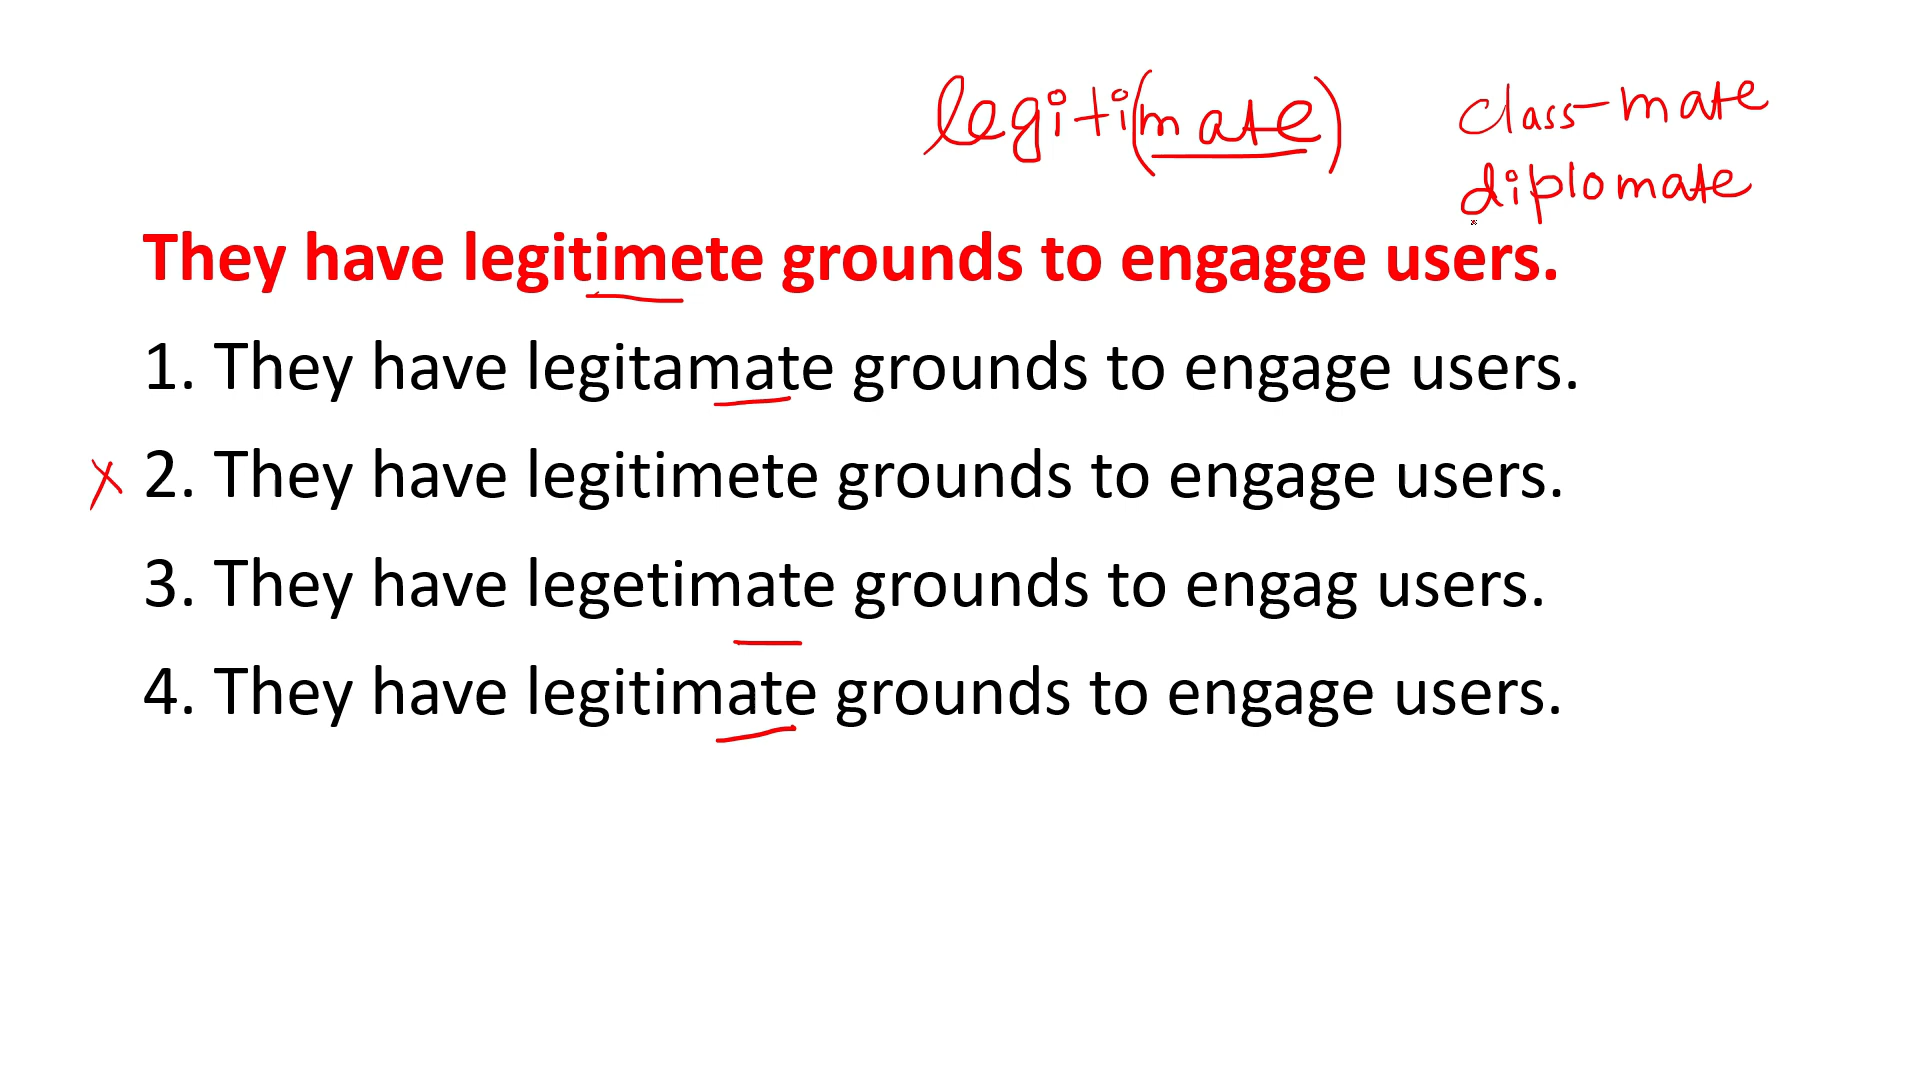 legiti(mate)
class-mate
diplomate
They have legitimete grounds to engagge users.
1. They have legitamate grounds to engage users.
x 2. They have legitimete grounds to engage users.
3. They have legetimate grounds to engag users.
4. They have legitimate grounds to engage users.